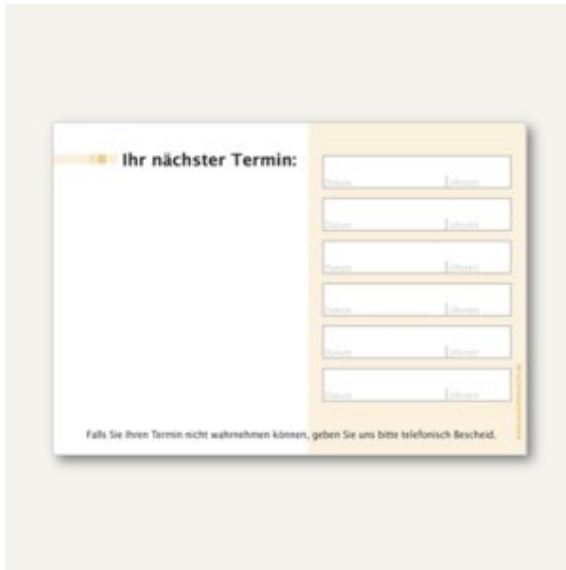 Ihr nächster Termin:
Datum Uhrzeit
Datum Uhrzeit
Datum Uhrzeit
Datum Uhrzeit
Datum Uhrzeit
Datum Uhrzeit
Falls Sie Ihren Termin nicht wahrnehmen können, geben Sie uns bitte telefonisch Bescheid.